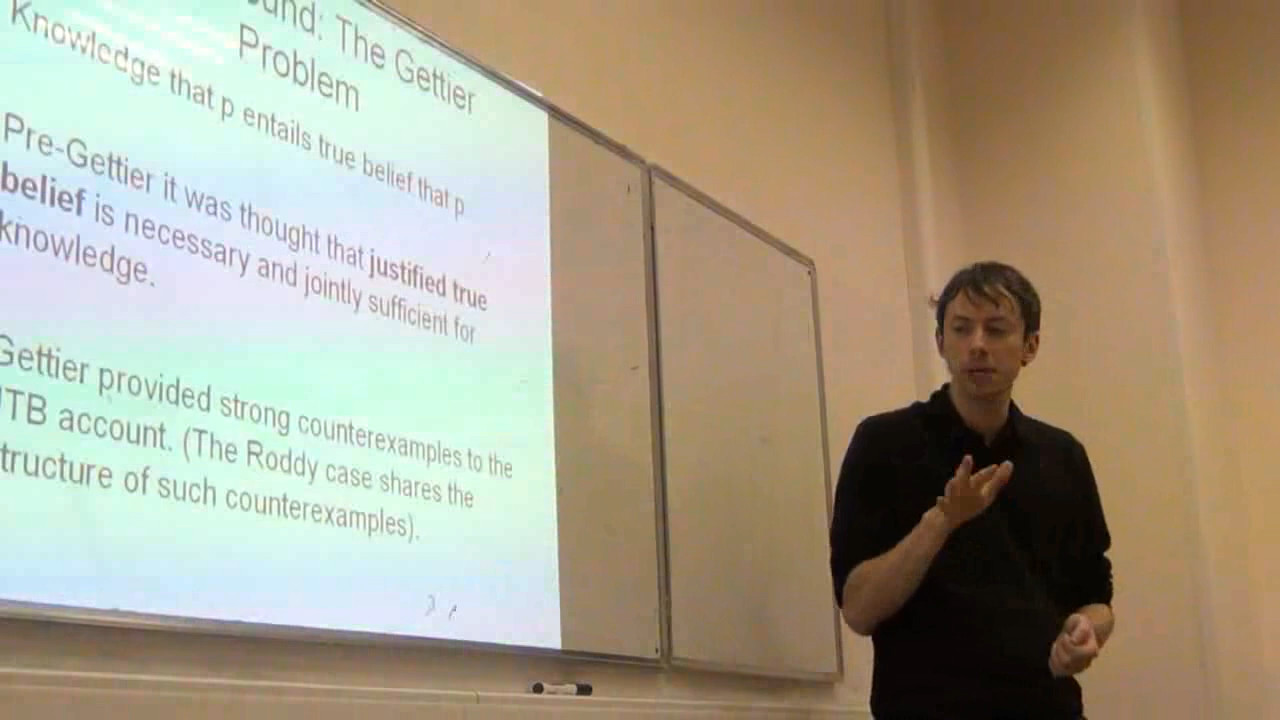 und: The Gettier
Problem
Knowledge that p entails true belief that p
Pre-Gettier it was thought that justified true
belief is necessary and jointly sufficient for
knowledge.
Gettier provided strong counterexamples to the
JTB account. (The Roddy case shares the
tructure of such counterexamples).